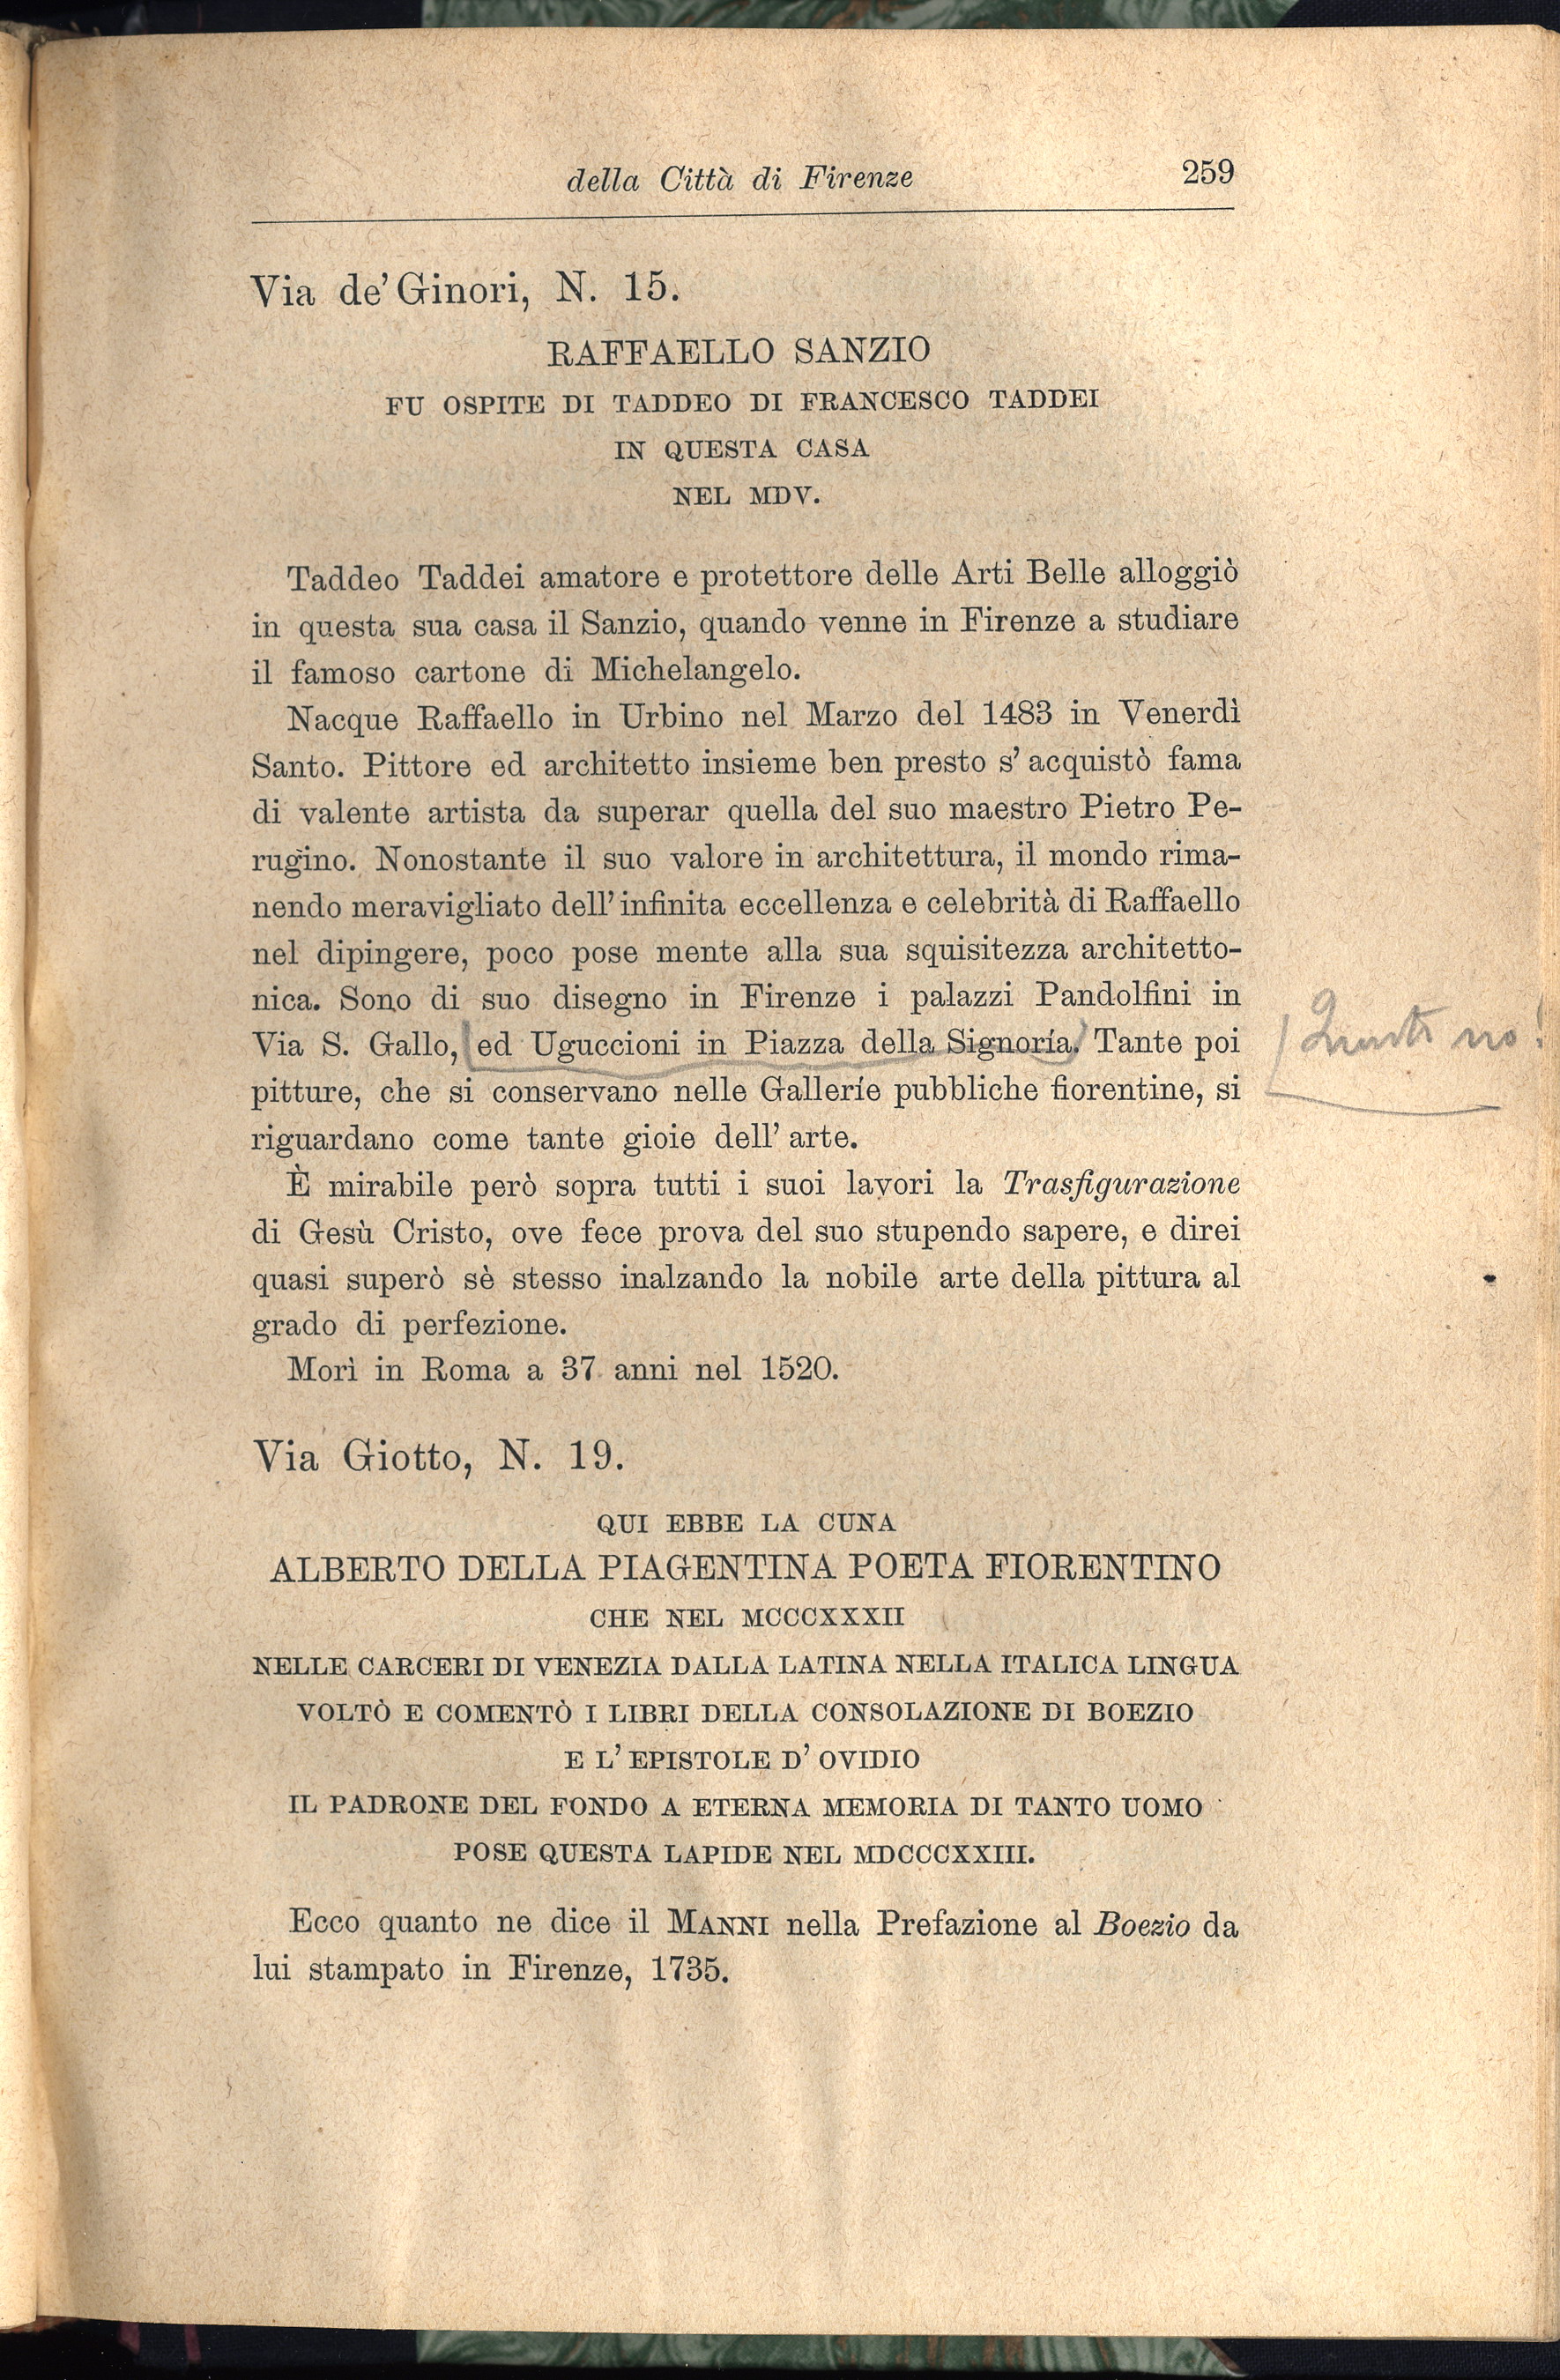 della Città di Firenze 259
Via de' Ginori, N. 15.
RAFFAELLO SANZIO
FU OSPITE DI TADDEO DI FRANCESCO TADDEI
IN QUESTA CASA
NEL MDV.
Taddeo Taddei amatore e protettore delle Arti Belle alloggiò
in questa sua casa il Sanzio, quando venne in Firenze a studiare
il famoso cartone di Michelangelo.
Nacque Raffaello in Urbino nel Marzo del 1483 in Venerdì
Santo. Pittore ed architetto insieme ben presto s' acquistò fama
di valente artista da superar quella del suo maestro Pietro Pe-
rugino. Nonostante il suo valore in architettura, il mondo rima-
nendo meravigliato dell' infinita eccellenza e celebrità di Raffaello
nel dipingere, poco pose mente alla sua squisitezza architetto-
nica. Sono di suo disegno in Firenze i palazzi Pandolfini in
Via S. Gallo, ed Uguccioni in Piazza della Signoría. Tante poi
Questo no!
pitture, che si conservano nelle Gallerie pubbliche fiorentine, si
riguardano come tante gioie dell' arte.
È mirabile però sopra tutti i suoi lavori la Trasfigurazione
di Gesù Cristo, ove fece prova del suo stupendo sapere, e direi
quasi superò sè stesso inalzando la nobile arte della pittura al
grado di perfezione.
Morì in Roma a 37 anni nel 1520.
Via Giotto, N. 19.
QUI EBBE LA CUNA
ALBERTO DELLA PIAGENTINA POETA FIORENTINO
CHE NEL MCCCXXXII
NELLE CARCERI DI VENEZIA DALLA LATINA NELLA ITALICA LINGUA
VOLTÒ E COMENTÒ I LIBRI DELLA CONSOLAZIONE DI BOEZIO
E L' EPISTOLE D' OVIDIO
IL PADRONE DEL FONDO A ETERNA MEMORIA DI TANTO UOMO
POSE QUESTA LAPIDE NEL MDCCCXXIII.
Ecco quanto ne dice il MANNI nella Prefazione al Boezio da
lui stampato in Firenze, 1735.